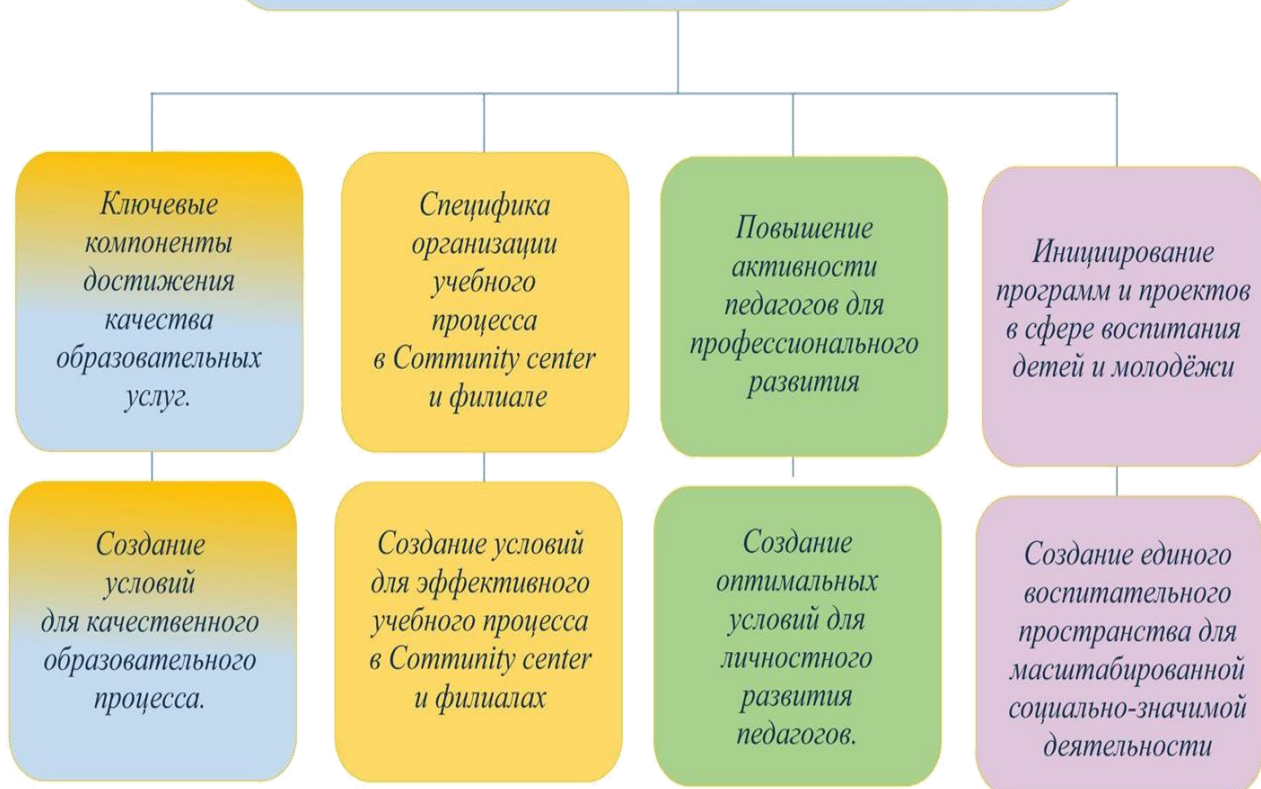 Ключевые
компоненты
достижения
качества
образовательных
услуг.
Специфика
организации
учебного
процесса
в Community center
и филиале
Повышение
активности
педагогов для
профессионального
развития
Инициирование
программ и проектов
в сфере воспитания
детей и молодёжи
Создание
условий
для качественного
образовательного
процесса.
Создание условий
для эффективного
учебного процесса
в Community center
и филиалах
Создание
оптимальных
условий для
личностного
развития
педагогов.
Создание единого
воспитательного
пространства для
масштабированной
социально-значимой
деятельности